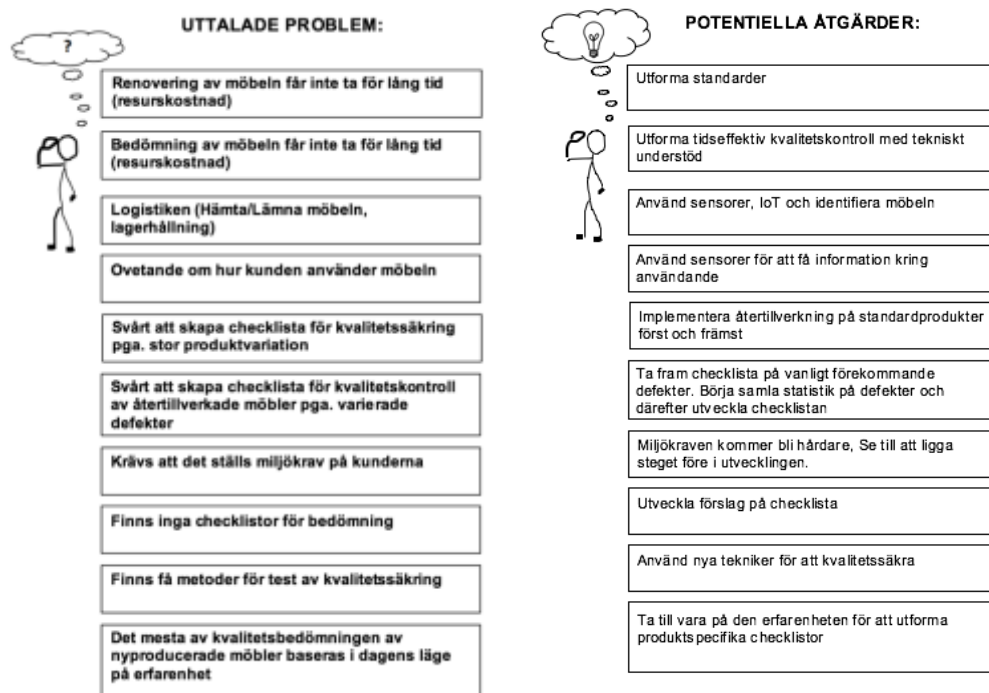 UTTALADE PROBLEM:
?
Renovering av möbeln får inte ta för lång tid
(resurskostnad)
Bedömning av möbeln får inte ta för lång tid
(resurskostnad)
Logistiken (Hämta/Lämna möbeln,
lagerhållning)
Ovetande om hur kunden använder möbeln
Svårt att skapa checklista för kvalitetssäkring
pga. stor produktvariation
Svårt att skapa checklista för kvalitetskontroll
av återtillverkade möbler pga. varierade
defekter
Krävs att det ställs miljökrav på kunderna
Finns inga checklistor för bedömning
Finns få metoder för test av kvalitetssäkring
Det mesta av kvalitetsbedömningen av
nyproducerade möbler baseras i dagens läge
på erfarenhet
POTENTIELLA ÅTGÄRDER:
Utforma standarder
Utforma tidseffektiv kvalitetskontroll med tekniskt
understöd
Använd sensorer, IoT och identifiera möbeln
Använd sensorer för att få information kring
användande
Implementera återtillverkning på standardprodukter
först och främst
Ta fram checklista på vanligt förekommande
defekter. Börja samla statistik på defekter och
därefter utveckla checklistan
Miljökraven kommer bli hårdare, Se till att ligga
steget före i utvecklingen.
Utveckla förslag på checklista
Använd nya tekniker för att kvalitetssäkra
Ta till vara på den erfarenheten för att utforma
produktspecifika checklistor